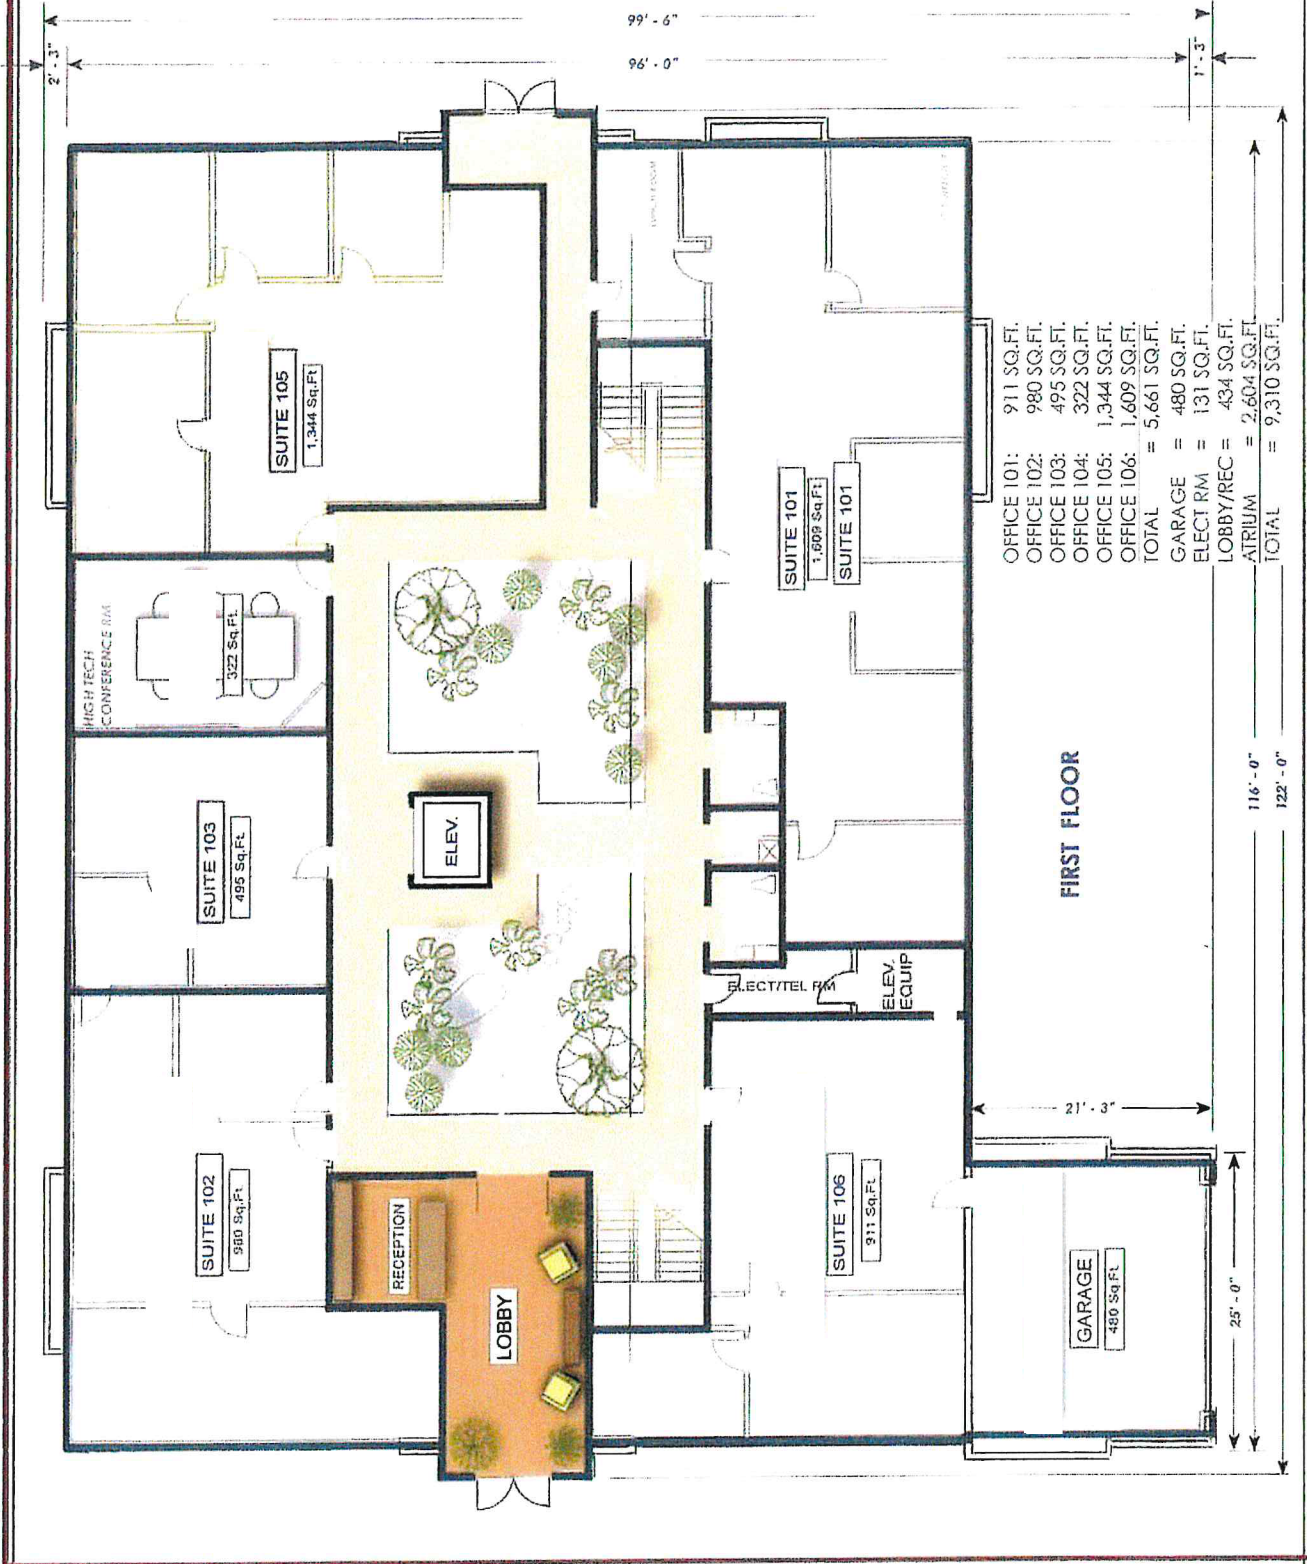 99' - 6"
96' - 0"
2' - 3"
1' - 3"
HIGH TECH
CONFERENCE RM
322 Sq.Ft.
SUITE 105
1,344 Sq.Ft
SUITE 103
495 Sq.Ft.
SUITE 102
980 Sq.Ft.
ELEV.
RECEPTION
LOBBY
SUITE 101
1,609 Sq.Ft.
SUITE 101
ELECT/TEL RM
ELEV.
EQUIP
SUITE 106
911 Sq.Ft.
GARAGE
480 Sq Ft.
21' - 3"
25' - 0"
116' - 0"
122' - 0"
FIRST FLOOR
OFFICE 101: 911 SQ.FT.
OFFICE 102: 980 SQ.FT.
OFFICE 103: 495 SQ.FT.
OFFICE 104: 322 SQ.FT.
OFFICE 105: 1,344 SQ.FT.
OFFICE 106: 1,609 SQ.FT.
TOTAL = 5,661 SQ.FT.
GARAGE = 480 SQ.FT.
ELECT RM = 131 SQ.FT.
LOBBY/REC = 434 SQ.FT.
ATRIUM = 2,604 SQ.FT.
TOTAL = 9,310 SQ.FT.